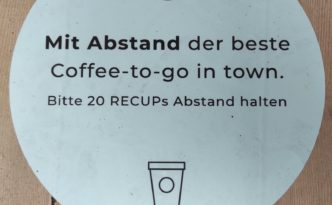 Mit Abstand der beste
Coffee-to-go in town.
Bitte 20 RECUPs Abstand halten